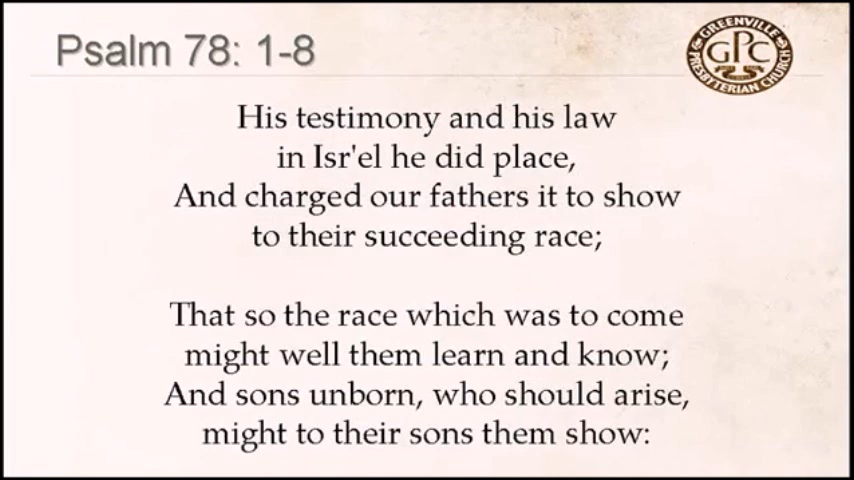 Psalm 78: 1-8
GREENVILLE
GPC
PRESBYTERIAN CHURCH
His testimony and his law
in Isr'el he did place,
And charged our fathers it to show
to their succeeding race;
That so the race which was to come
might well them learn and know;
And sons unborn, who should arise,
might to their sons them show: